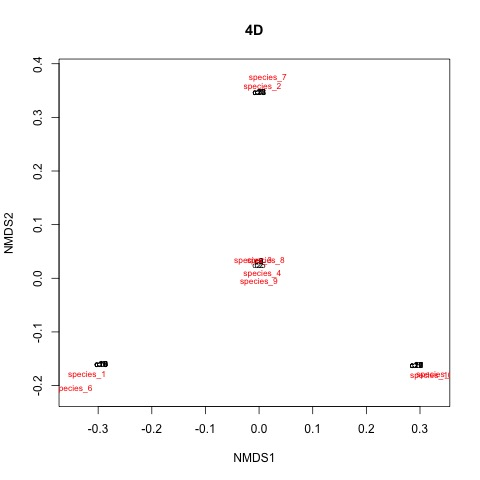 4D
species_7
species_2
0.4
0.3
0.2
0.1
0.0
-0.1
-0.2
NMDS2
species_8
species_4
species_9
species_1
species_6
-0.3
-0.2
-0.1
0.0
0.1
0.2
0.3
NMDS1